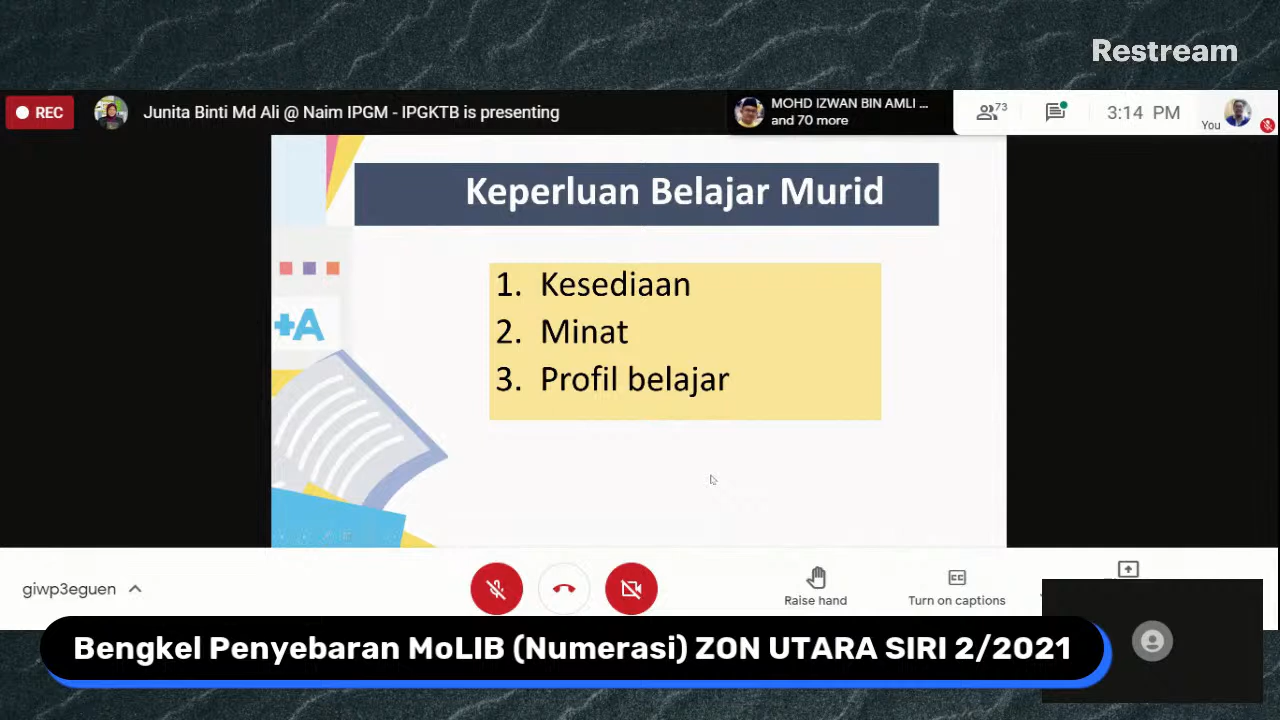 Restream
REC
Junita Binti Md Ali @ Naim IPGM - IPGKTB is presenting
MOHD IZWAN BIN AMLI ...
and 70 more
73
3:14 PM
You
Keperluan Belajar Murid
1. Kesediaan
2. Minat
3. Profil belajar
+A
giwp3eguen
Raise hand
CC
Turn on captions
Bengkel Penyebaran MoLIB (Numerasi) ZON UTARA SIRI 2/2021